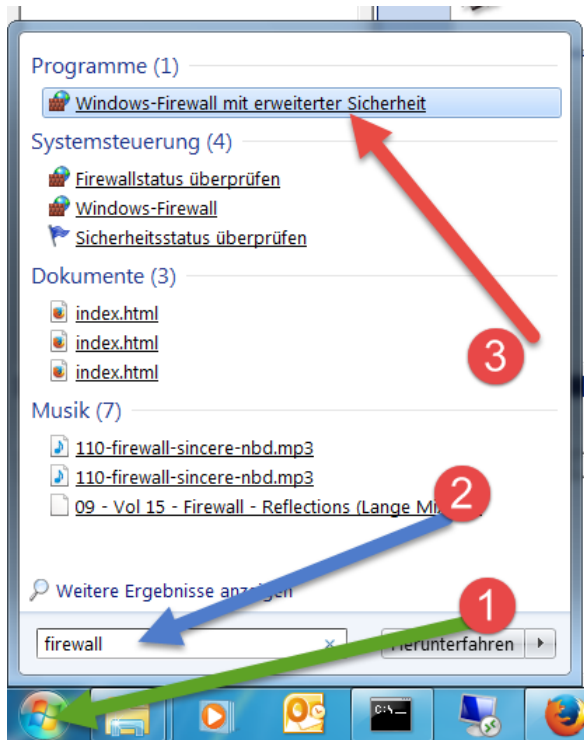 Programme (1)
Windows-Firewall mit erweiterter Sicherheit
Systemsteuerung (4)
Firewallstatus überprüfen
Windows-Firewall
Sicherheitsstatus überprüfen
Dokumente (3)
index.html
index.html
index.html
3
Musik (7)
110-firewall-sincere-nbd.mp3
110-firewall-sincere-nbd.mp3
2
09 - Vol 15 - Firewall - Reflections (Lange
Weitere Ergebnisse anzeigen
1
firewall
Herunterfahren
C:\_